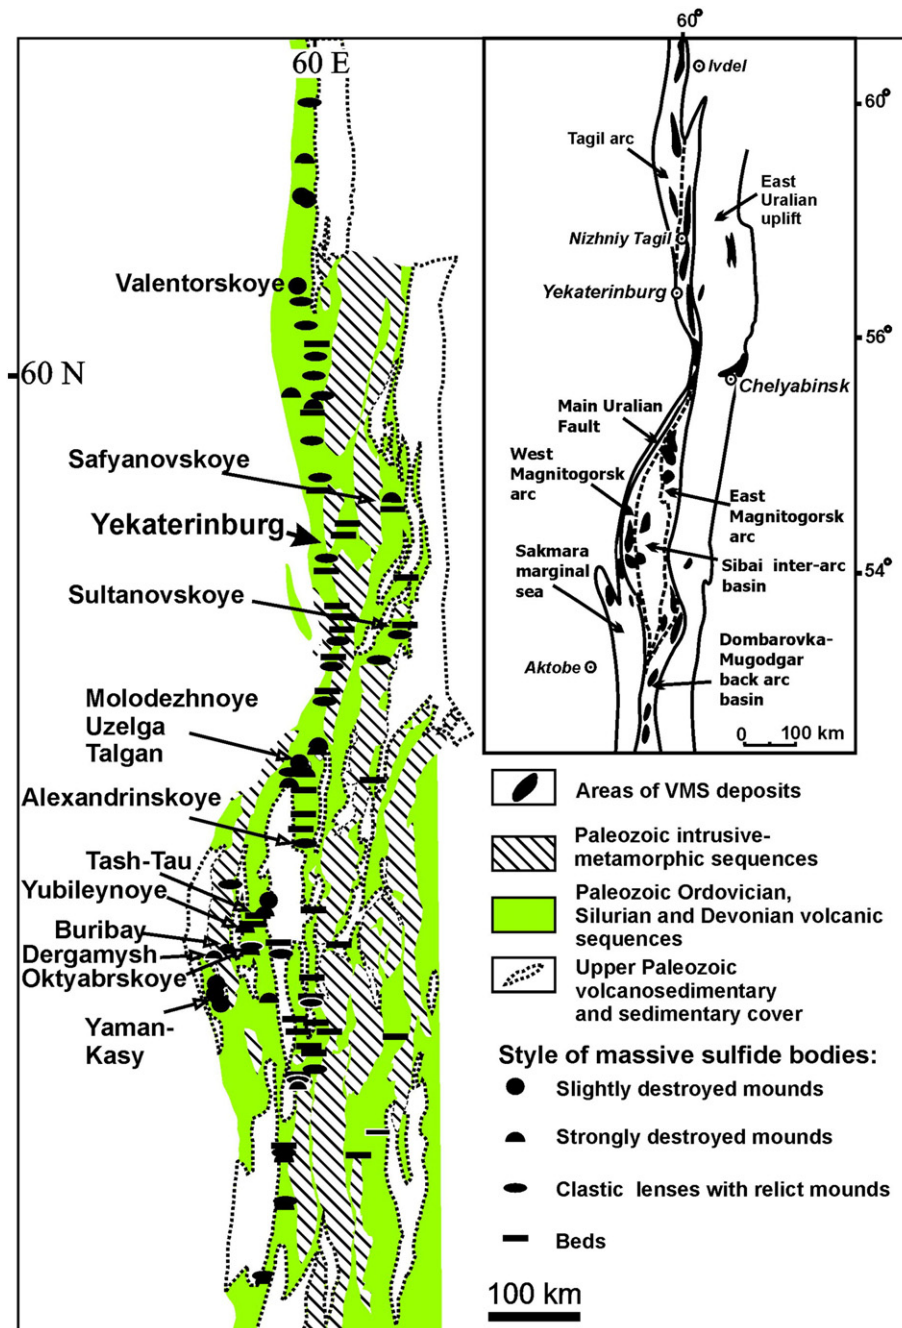 60 E
Valentorskoye
60 N
Safyanovskoye
Yekaterinburg
Sultanovskoye
Molodezhnoye
Uzelga
Talgan
Alexandrinskoye
Tash-Tau
Yubileynoye
Buribay
Dergamysh
Oktyabrskoye
Yaman-
Kasy
60°
Ivdel
60°
Tagil arc
East
Uralian
uplift
Nizhniy Tagil
Yekaterinburg
56°
Chelyabinsk
Main Uralian
Fault
West
Magnitogorsk
arc
East
Magnitogorsk
arc
Sakmara
marginal
sea
Sibai inter-arc
basin
54°
Aktobe
Dombarovka-
Mugodgar
back arc
basin
0 100 km
Areas of VMS deposits
Paleozoic intrusive-
metamorphic sequences
Paleozoic Ordovician,
Silurian and Devonian volcanic
sequences
Upper Paleozoic
volcanosedimentary
and sedimentary cover
Style of massive sulfide bodies:
Slightly destroyed mounds
Strongly destroyed mounds
Clastic lenses with relict mounds
Beds
100 km